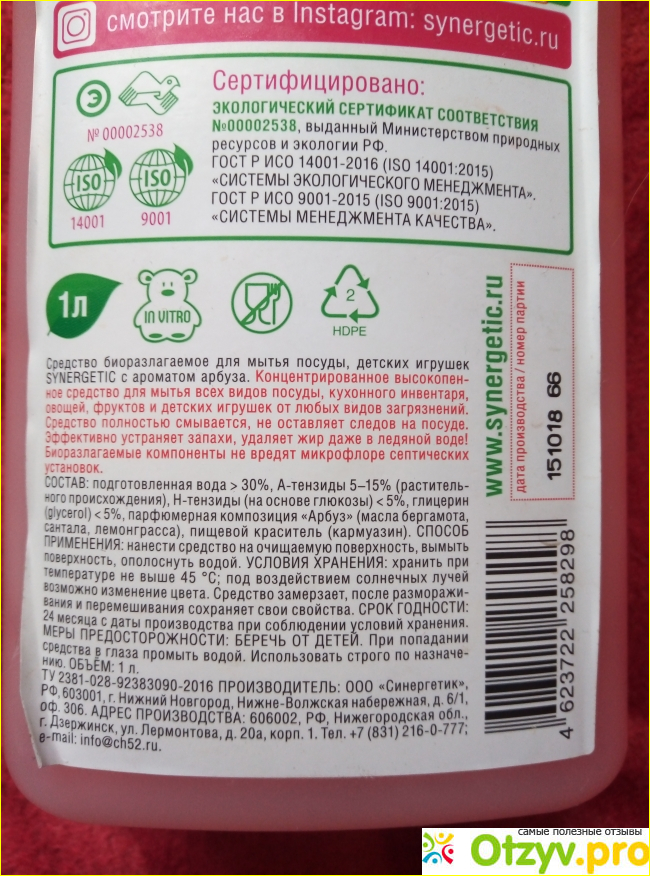 смотрите нас в Instagram: synergetic.ru
Сертифицировано:
ЭКОЛОГИЧЕСКИЙ СЕРТИФИКАТ СООТВЕТСТВИЯ
№00002538, выданный Министерством природных
ресурсов и экологии РФ.
ГОСТ Р ИСО 14001-2016 (ISO 14001:2015)
«СИСТЕМЫ ЭКОЛОГИЧЕСКОГО МЕНЕДЖМЕНТА».
ГОСТ Р ИСО 9001-2015 (ISO 9001:2015)
«СИСТЕМЫ МЕНЕДЖМЕНТА КАЧЕСТВА».
Э
№ 00002538
ISO
ISO
14001
9001
1л
IN VITRO
2
HDPE
Средство биоразлагаемое для мытья посуды, детских игрушек
SYNERGETIC с ароматом арбуза. Концентрированное высокопен-
ное средство для мытья всех видов посуды, кухонного инвентаря,
овощей, фруктов и детских игрушек от любых видов загрязнений.
Средство полностью смывается, не оставляет следов на посуде.
Эффективно устраняет запахи, удаляет жир даже в ледяной воде!
Биоразлагаемые компоненты не вредят микрофлоре септических
установок.
СОСТАВ: подготовленная вода > 30%, А-тензиды 5–15% (раститель-
ного происхождения), Н-тензиды (на основе глюкозы) < 5%, глицерин
(glycerol) < 5%, парфюмерная композиция «Арбуз» (масла бергамота,
сантала, лемонграсса), пищевой краситель (кармуазин). СПОСОБ
ПРИМЕНЕНИЯ: нанести средство на очищаемую поверхность, вымыть
поверхность, ополоснуть водой. УСЛОВИЯ ХРАНЕНИЯ: хранить при
температуре не выше 45 °C; под воздействием солнечных лучей
возможно изменение цвета. Средство замерзает, после разморажи-
вания и перемешивания сохраняет свои свойства. СРОК ГОДНОСТИ:
24 месяца с даты производства при соблюдении условий хранения.
МЕРЫ ПРЕДОСТОРОЖНОСТИ: БЕРЕЧЬ ОТ ДЕТЕЙ. При попадании
средства в глаза промыть водой. Использовать строго по назначе-
нию. ОБЪЁМ: 1 л.
ТУ 2381-028-92383090-2016 ПРОИЗВОДИТЕЛЬ: ООО «Синергетик»,
РФ, 603001, г. Нижний Новгород, Нижне-Волжская набережная, д. 6/1,
оф. 306. АДРЕС ПРОИЗВОДСТВА: 606002, РФ, Нижегородская обл.,
г. Дзержинск, ул. Лермонтова, д. 20а, корп. 1. Тел. +7 (831) 216-0-777;
e-mail: info@ch52.ru.
www.synergetic.ru
дата производства / номер партии
151018 66
4 623722 258298
самые полезные отзывы
Otzyv.pro